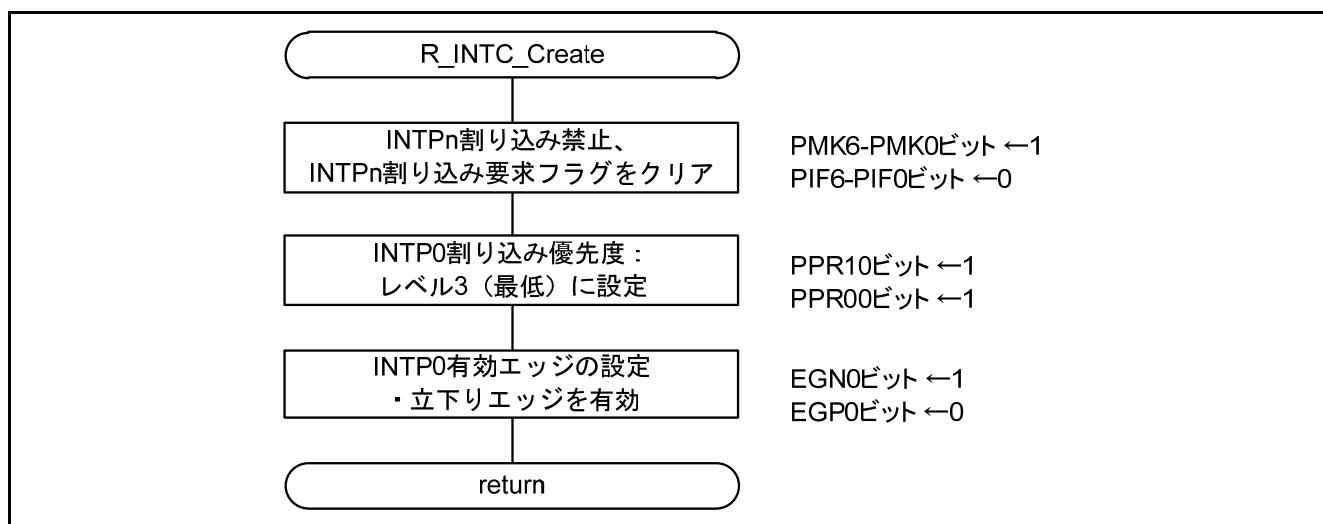 R_INTC_Create
INTPn割り込み禁止、
INTPn割り込み要求フラグをクリア
PMK6-PMK0ビット ←1
PIF6-PIF0ビット ←0
INTP0割り込み優先度：
レベル3（最低）に設定
PPR10ビット ←1
PPR00ビット ←1
INTP0有効エッジの設定
・立下りエッジを有効
EGN0ビット ←1
EGP0ビット ←0
return